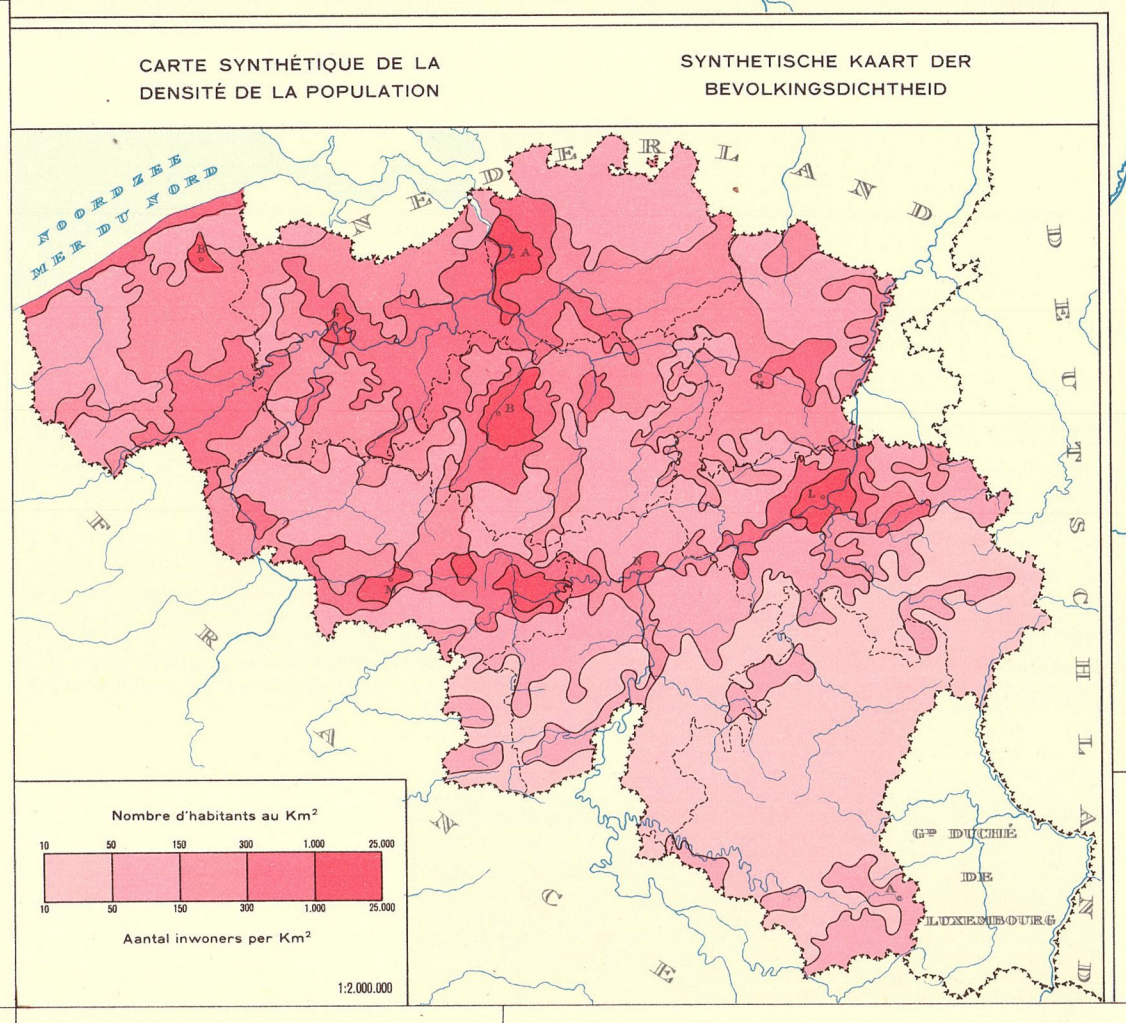 CARTE SYNTHÉTIQUE DE LA
DENSITÉ DE LA POPULATION
SYNTHETISCHE KAART DER
BEVOLKINGSDICHTHEID
NOORDZEE
MER DU NORD
NEDERLAND
DEUTSCHLAND
FRANCE
B
A
G
B
H
L
M
C
N
A
Gᴰ DUCHÉ
DE
LUXEMBOURG
Nombre d'habitants au Km²
10 50 150 300 1.000 25.000
10 50 150 300 1.000 25.000
Aantal inwoners per Km²
1:2.000.000